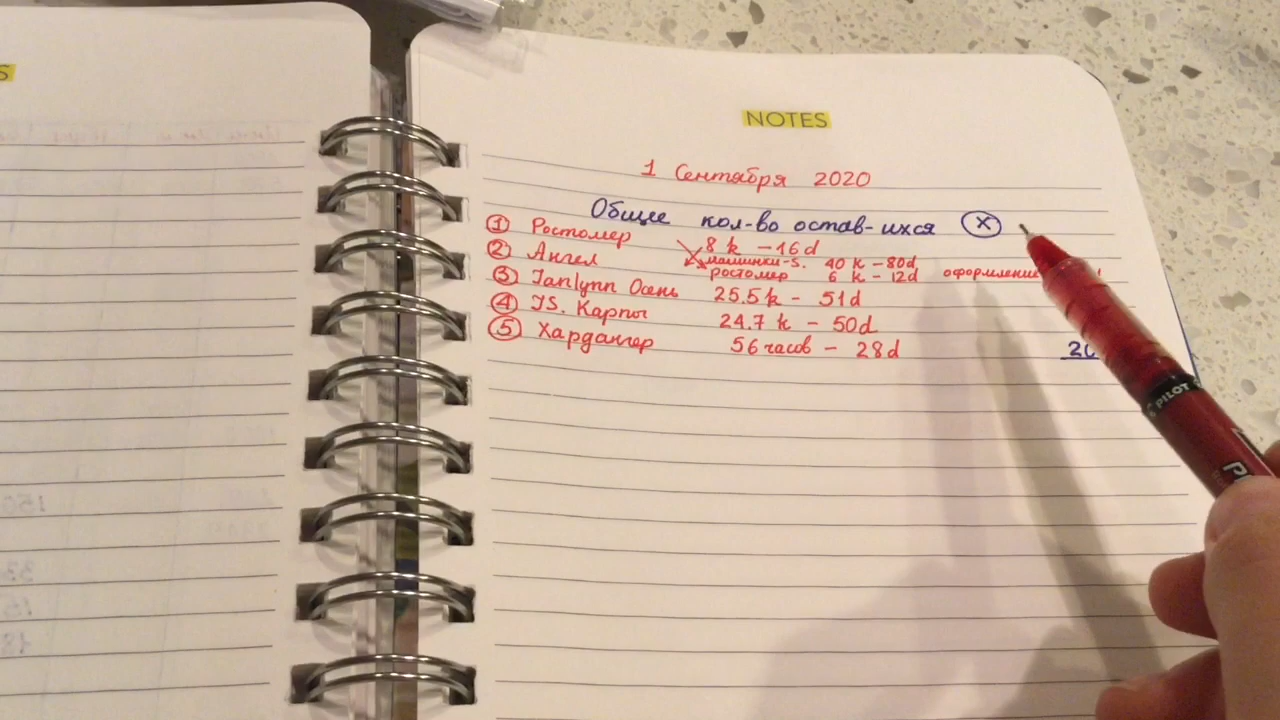 NOTES
1 Сентября 2020
Общее кол-во остав-ихся X
1 Ростомер 8 k - 16 d
2 Ангел машинки-S. 40 k - 80d
ростомер 6 k - 12d оформление
3 Janlynn Осень 25.5 k - 51d
4 JS. Карпы 24.7 k - 50d
5 Хардангер 56 часов - 28d
PILOT